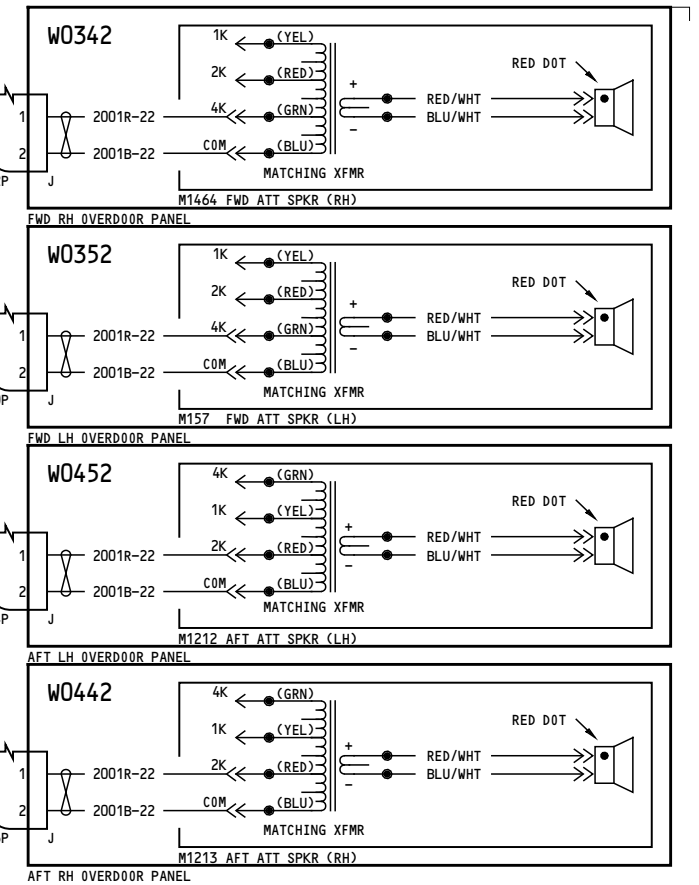 W0342
1K (YEL)
2K (RED)
RED DOT
+
4K (GRN)
RED/WHT
1 2001R-22
BLU/WHT
COM (BLU)
-
2 2001B-22
MATCHING XFMR
J
M1464 FWD ATT SPKR (RH)
FWD RH OVERDOOR PANEL
W0352
1K (YEL)
2K (RED)
RED DOT
+
4K (GRN)
RED/WHT
1 2001R-22
BLU/WHT
COM (BLU)
-
2 2001B-22
MATCHING XFMR
J
M157 FWD ATT SPKR (LH)
FWD LH OVERDOOR PANEL
W0452
4K (GRN)
1K (YEL)
RED DOT
+
2K (RED)
RED/WHT
1 2001R-22
BLU/WHT
COM (BLU)
-
2 2001B-22
MATCHING XFMR
J
M1212 AFT ATT SPKR (LH)
AFT LH OVERDOOR PANEL
W0442
4K (GRN)
1K (YEL)
RED DOT
+
2K (RED)
RED/WHT
1 2001R-22
BLU/WHT
COM (BLU)
-
2 2001B-22
MATCHING XFMR
J
M1213 AFT ATT SPKR (RH)
AFT RH OVERDOOR PANEL